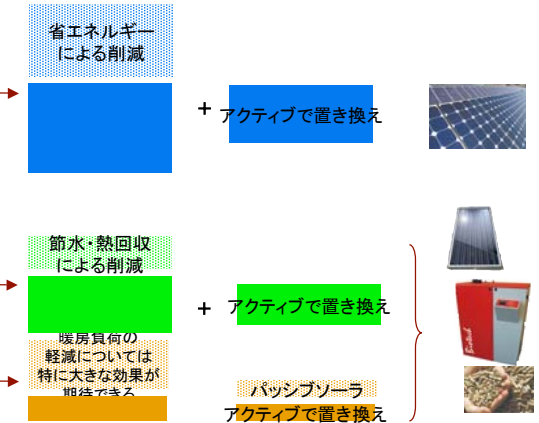 省エネルギー
による削減
+
アクティブで置き換え
節水・熱回収
による削減
+
アクティブで置き換え
暖房負荷の
軽減については
特に大きな効果が
期待できる
パッシブソーラ
アクティブで置き換え
Biotech